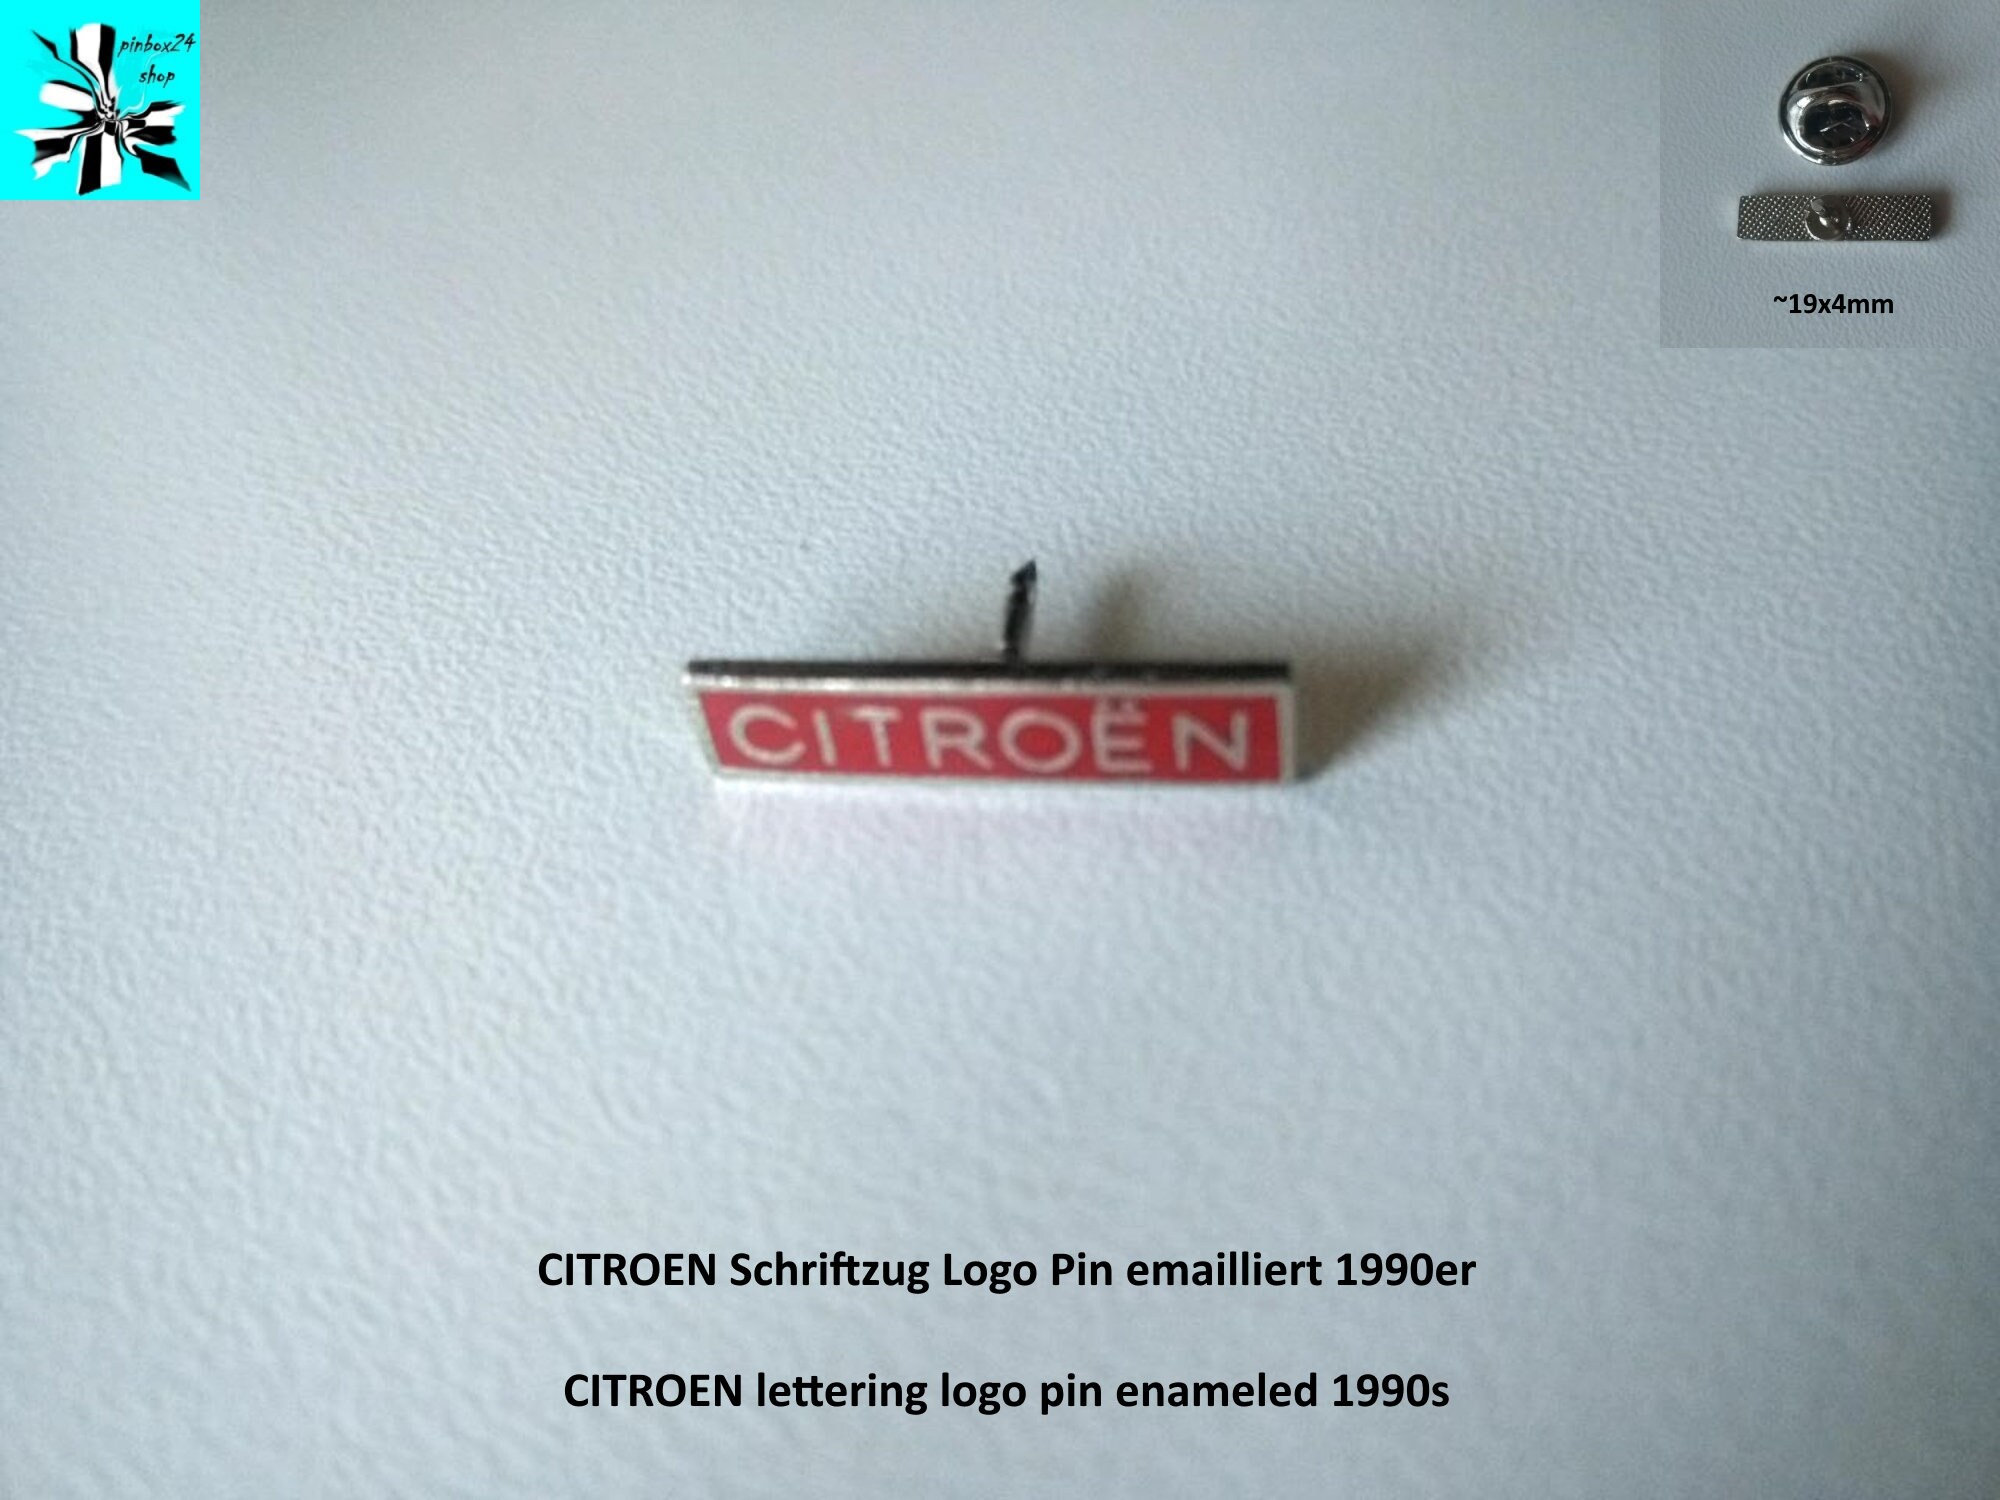 pinbox24
shop
~19x4mm
CITROËN
CITROEN Schriftzug Logo Pin emailliert 1990er
CITROEN lettering logo pin enameled 1990s